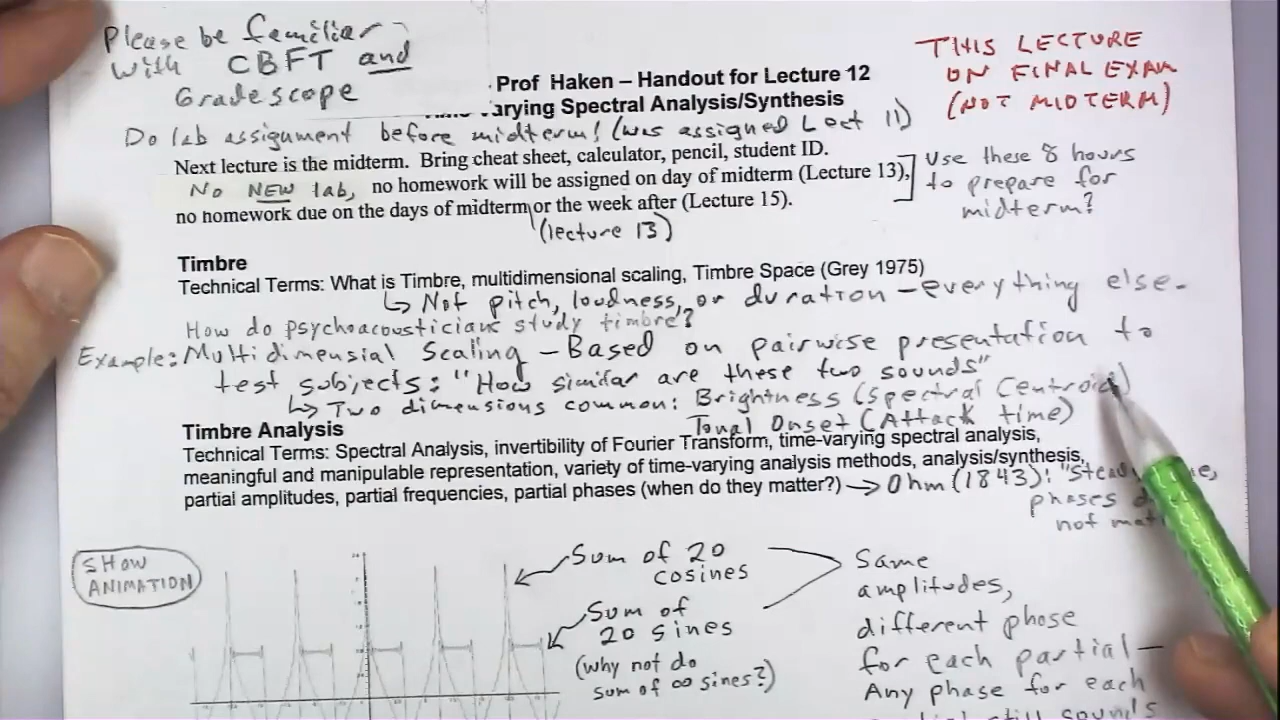 Please be familiar
with CBFT and
Gradescope
THIS LECTURE
ON FINAL EXAM
(NOT MIDTERM)
Prof Haken – Handout for Lecture 12
Varying Spectral Analysis/Synthesis
Do lab assignment before midterm! (was assigned L oct 11)
Next lecture is the midterm. Bring cheat sheet, calculator, pencil, student ID.
No NEW lab, no homework will be assigned on day of midterm (Lecture 13),
no homework due on the days of midterm or the week after (Lecture 15).
(lecture 13)
Use these 8 hours
to prepare for
midterm?
Timbre
Technical Terms: What is Timbre, multidimensional scaling, Timbre Space (Grey 1975)
↳ Not pitch, loudness, or duration – everything else.
How do psychoacousticians study timbre?
Example: Multidimensial Scaling – Based on pairwise presentation to
test subjects: "How similar are these two sounds"
↳ Two dimensions common: Brightness (Spectral Centroid)
Tonal Onset (Attack time)
Timbre Analysis
Technical Terms: Spectral Analysis, invertibility of Fourier Transform, time-varying spectral analysis,
meaningful and manipulable representation, variety of time-varying analysis methods, analysis/synthesis,
partial amplitudes, partial frequencies, partial phases (when do they matter?) → Ohm (1843): "Steady
phases
not
SHOW
ANIMATION
Sum of 20
cosines
Sum of
20 sines
(why not do
sum of ∞ sines?)
Same
amplitudes,
different phase
for each partial –
Any phase for each
still sounds